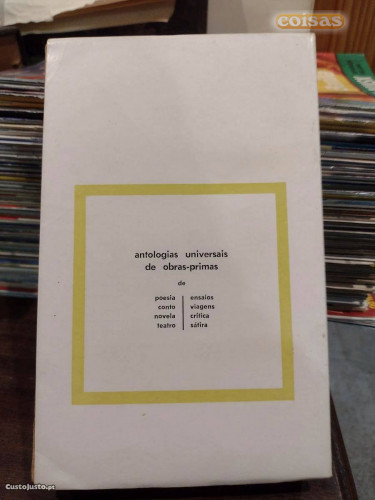 coisas
antologias universais
de obras-primas
de
poesia ensaios
conto viagens
novela crítica
teatro sátira
CustoJusto.pt